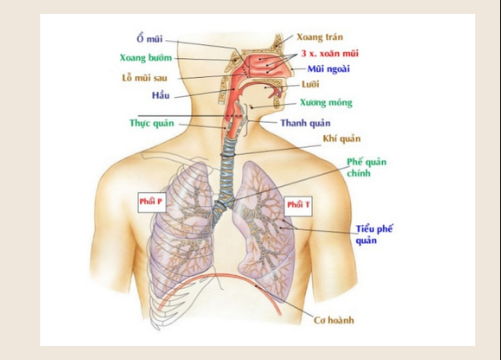 Ổ mũi
Xoang bướm
Lỗ mũi sau
Hầu
Thực quản
Xoang trán
3 x. xoăn mũi
Mũi ngoài
Lưỡi
Xương móng
Thanh quản
Khí quản
Phế quản
chính
Phổi P
Phổi T
Tiểu phế
quản
Cơ hoành